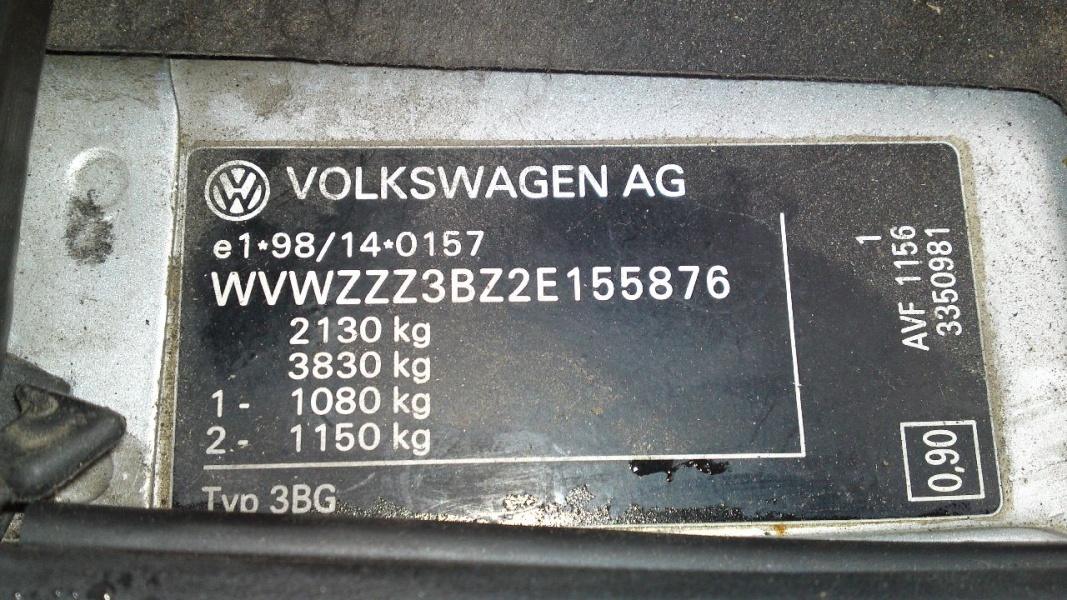 VOLKSWAGEN AG
e1*98/14*0157
WVWZZZ3BZ2E155876
2130 kg
3830 kg
1- 1080 kg
2.- 1150 kg
Typ 3BG
1
AVF 1156
3350981
0,90